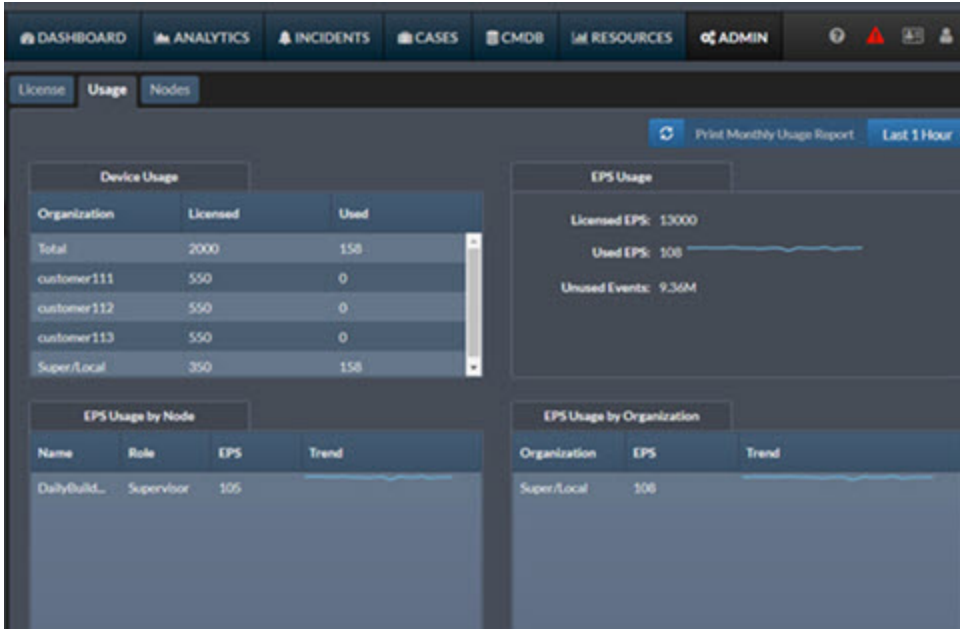 DASHBOARD ANALYTICS INCIDENTS CASES CMDB RESOURCES ADMIN
License Usage Nodes
Print Monthly Usage Report Last 1 Hour
Device Usage
Organization Licensed Used
Total 2000 158
customer111 550 0
customer112 550 0
customer113 550 0
Super/Local 350 158
EPS Usage
Licensed EPS: 13000
Used EPS: 108
Unused Events: 9.36M
EPS Usage by Node
Name Role EPS Trend
DailyBuild... Supervisor 105
EPS Usage by Organization
Organization EPS Trend
Super/Local 108